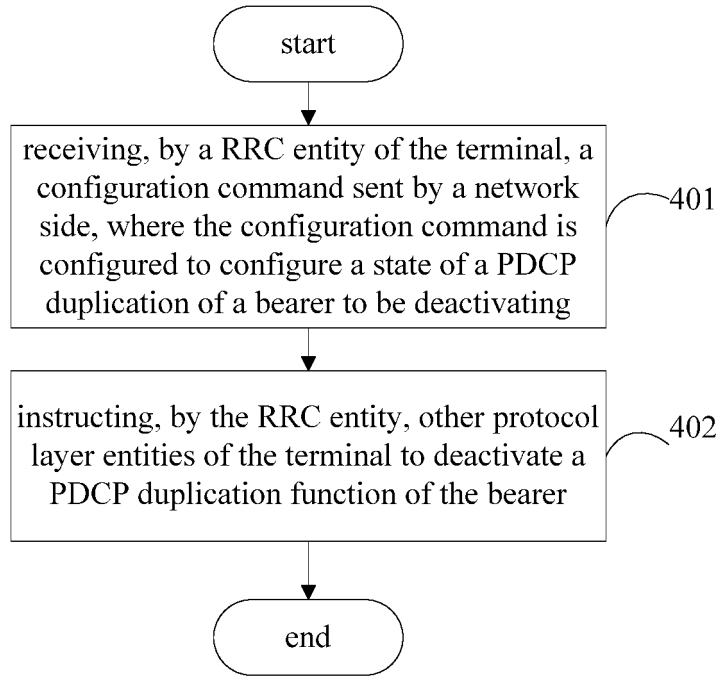 start
receiving, by a RRC entity of the terminal, a
configuration command sent by a network
side, where the configuration command is
configured to configure a state of a PDCP
duplication of a bearer to be deactivating
401
instructing, by the RRC entity, other protocol
layer entities of the terminal to deactivate a
PDCP duplication function of the bearer
402
end